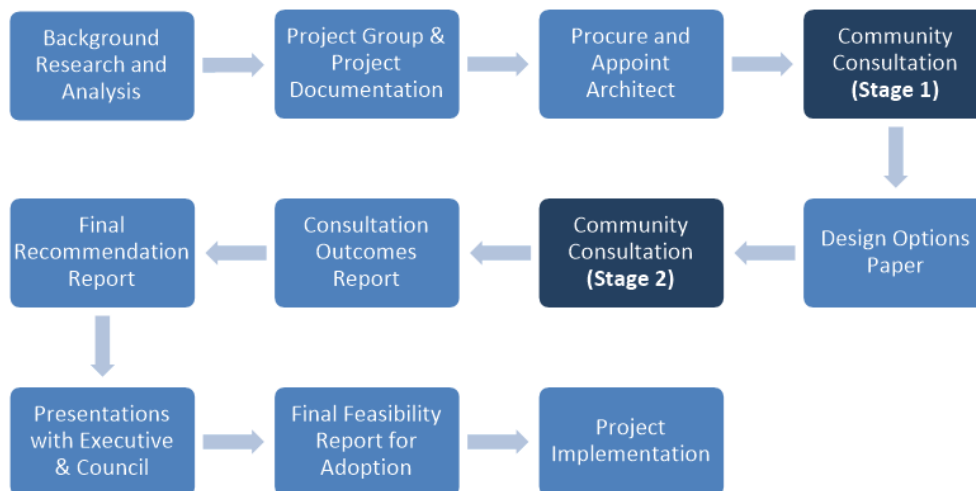 Background
Research and
Analysis
Project Group &
Project
Documentation
Procure and
Appoint
Architect
Community
Consultation
(Stage 1)
Design Options
Paper
Community
Consultation
(Stage 2)
Consultation
Outcomes
Report
Final
Recommendation
Report
Presentations
with Executive
& Council
Final Feasibility
Report for
Adoption
Project
Implementation